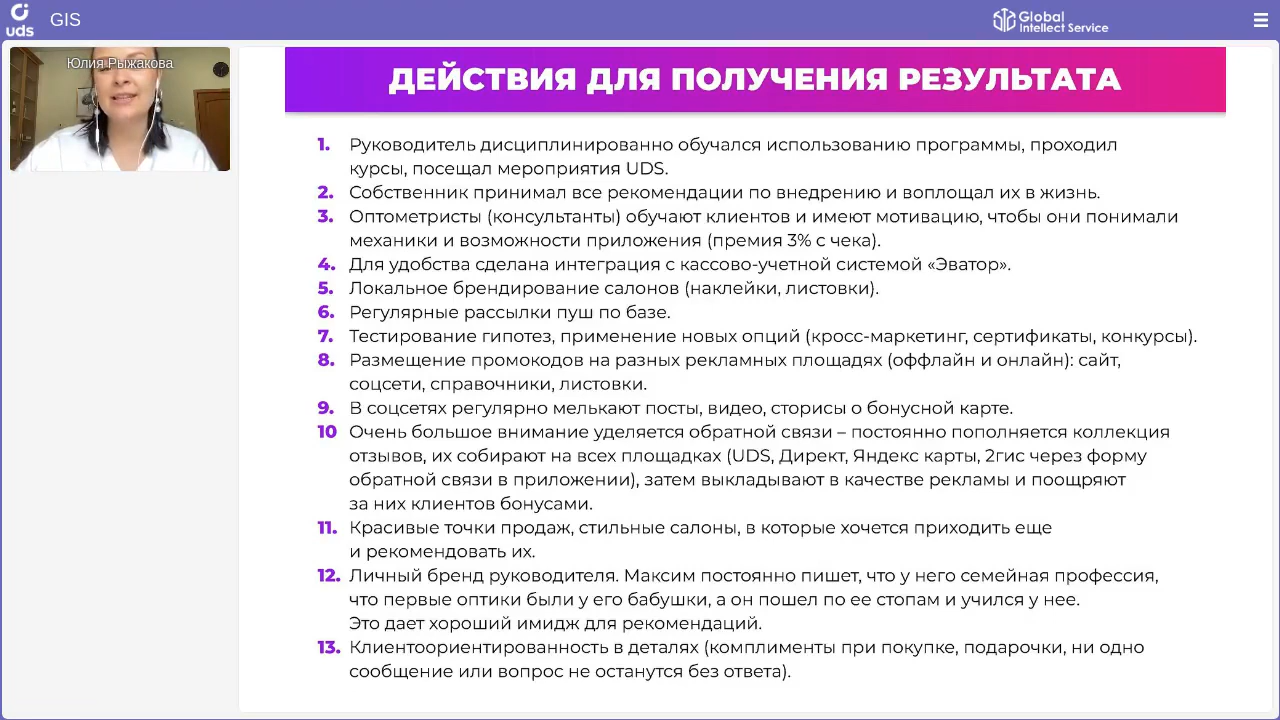 uds
GIS
Global
Intellect Service
Юлия Рыжакова
ДЕЙСТВИЯ ДЛЯ ПОЛУЧЕНИЯ РЕЗУЛЬТАТА
1. Руководитель дисциплинированно обучался использованию программы, проходил
курсы, посещал мероприятия UDS.
2. Собственник принимал все рекомендации по внедрению и воплощал их в жизнь.
3. Оптометристы (консультанты) обучают клиентов и имеют мотивацию, чтобы они понимали
механики и возможности приложения (премия 3% с чека).
4. Для удобства сделана интеграция с кассово-учетной системой «Эватор».
5. Локальное брендирование салонов (наклейки, листовки).
6. Регулярные рассылки пуш по базе.
7. Тестирование гипотез, применение новых опций (кросс-маркетинг, сертификаты, конкурсы).
8. Размещение промокодов на разных рекламных площадях (оффлайн и онлайн): сайт,
соцсети, справочники, листовки.
9. В соцсетях регулярно мелькают посты, видео, сторисы о бонусной карте.
10 Очень большое внимание уделяется обратной связи – постоянно пополняется коллекция
отзывов, их собирают на всех площадках (UDS, Директ, Яндекс карты, 2гис через форму
обратной связи в приложении), затем выкладывают в качестве рекламы и поощряют
за них клиентов бонусами.
11. Красивые точки продаж, стильные салоны, в которые хочется приходить еще
и рекомендовать их.
12. Личный бренд руководителя. Максим постоянно пишет, что у него семейная профессия,
что первые оптики были у его бабушки, а он пошел по ее стопам и учился у нее.
Это дает хороший имидж для рекомендаций.
13. Клиентоориентированность в деталях (комплименты при покупке, подарочки, ни одно
сообщение или вопрос не останутся без ответа).